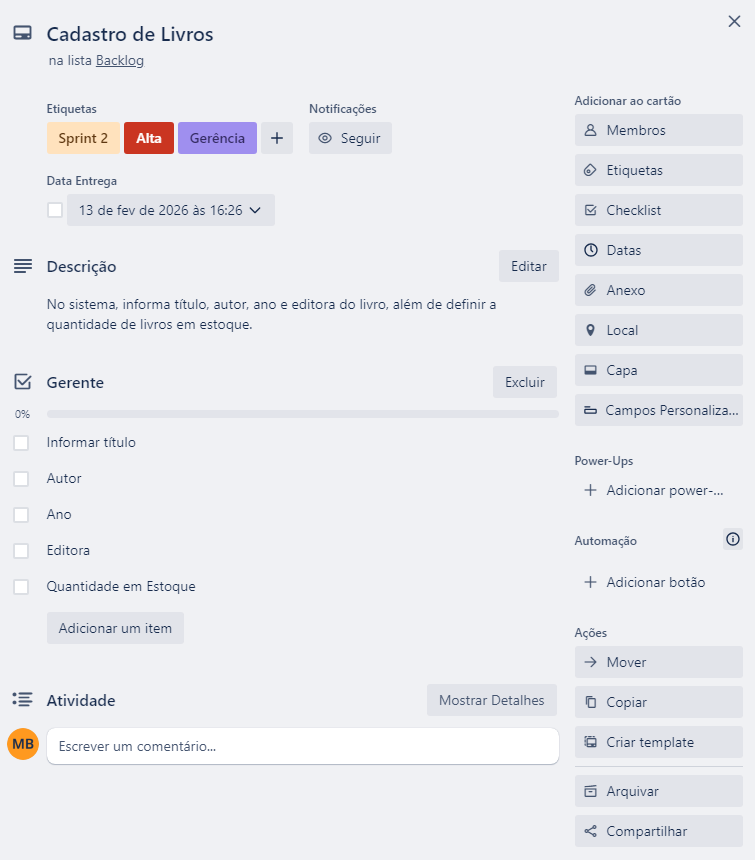 Cadastro de Livros
na lista Backlog
Etiquetas
Sprint 2
Alta
Gerência
Notificações
Seguir
Data Entrega
13 de fev de 2026 às 16:26
Descrição
Editar
No sistema, informa título, autor, ano e editora do livro, além de definir a
quantidade de livros em estoque.
Gerente
Excluir
0%
Informar título
Autor
Ano
Editora
Quantidade em Estoque
Adicionar um item
Atividade
Mostrar Detalhes
MB
Escrever um comentário...
Adicionar ao cartão
Membros
Etiquetas
Checklist
Datas
Anexo
Local
Capa
Campos Personaliza...
Power-Ups
Adicionar power-...
Automação
Adicionar botão
Ações
Mover
Copiar
Criar template
Arquivar
Compartilhar